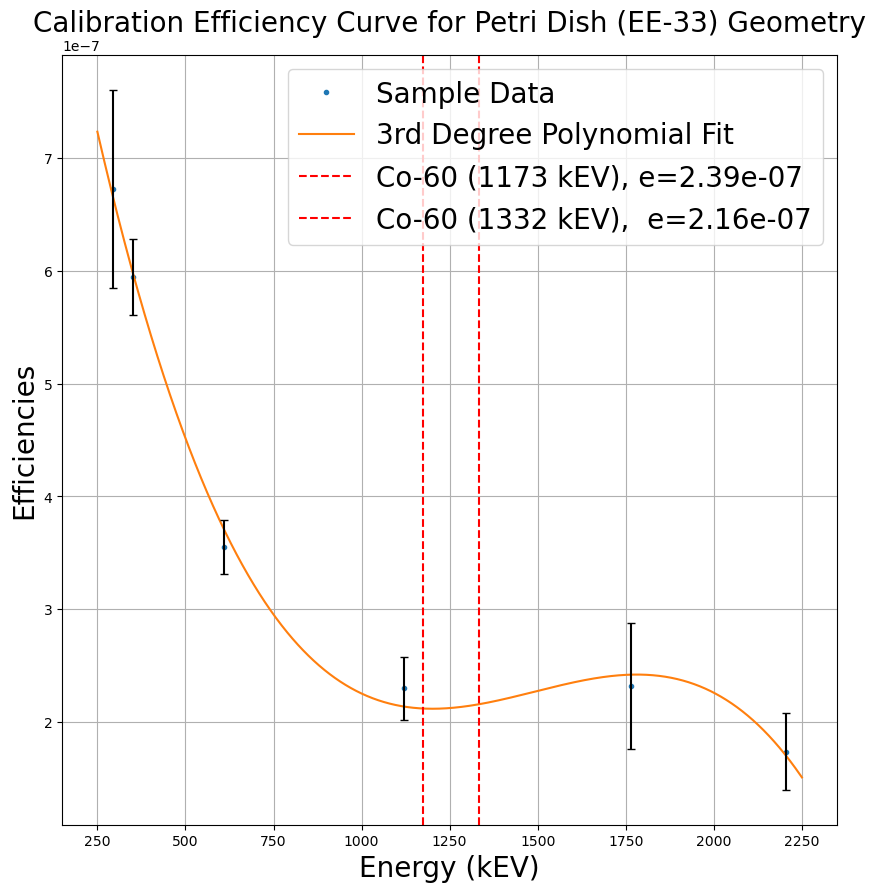 Calibration Efficiency Curve for Petri Dish (EE-33) Geometry
1e−7
Sample Data
3rd Degree Polynomial Fit
Co-60 (1173 kEV), e=2.39e-07
Co-60 (1332 kEV),  e=2.16e-07
7
6
5
4
3
2
Efficiencies
250 500 750 1000 1250 1500 1750 2000 2250
Energy (kEV)